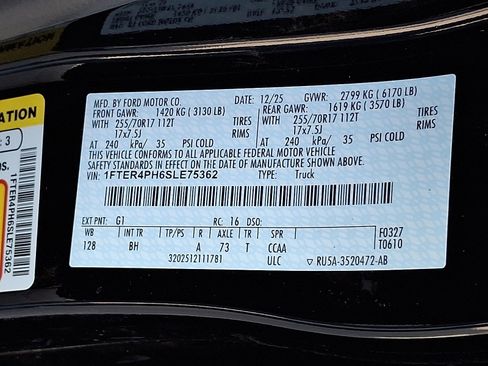 ATION
: 3
bs.
1FTER4PH6SLE75362
MFD. BY FORD MOTOR CO. DATE: 12/25 GVWR: 2799 KG ( 6170 LB)
FRONT GAWR: 1420 KG ( 3130 LB) REAR GAWR: 1619 KG ( 3570 LB)
WITH 255/70R17 112T TIRES WITH 255/70R17 112T TIRES
17x7.5J RIMS 17x7.5J RIMS
AT 240 kPa/ 35 PSI COLD AT 240 kPa/ 35 PSI COLD
THIS VEHICLE CONFORMS TO ALL APPLICABLE FEDERAL MOTOR VEHICLE
SAFETY STANDARDS IN EFFECT ON THE DATE OF MANUFACTURE SHOWN ABOVE.
VIN: 1FTER4PH6SLE75362 TYPE: Truck
EXT PNT: G1 RC: 16 DSO: F0327
WB INT TR TP/PS R AXLE TR SPR T0610
128 BH A 73 T CCAA
3202512111781 ULC RU5A-3520472-AB